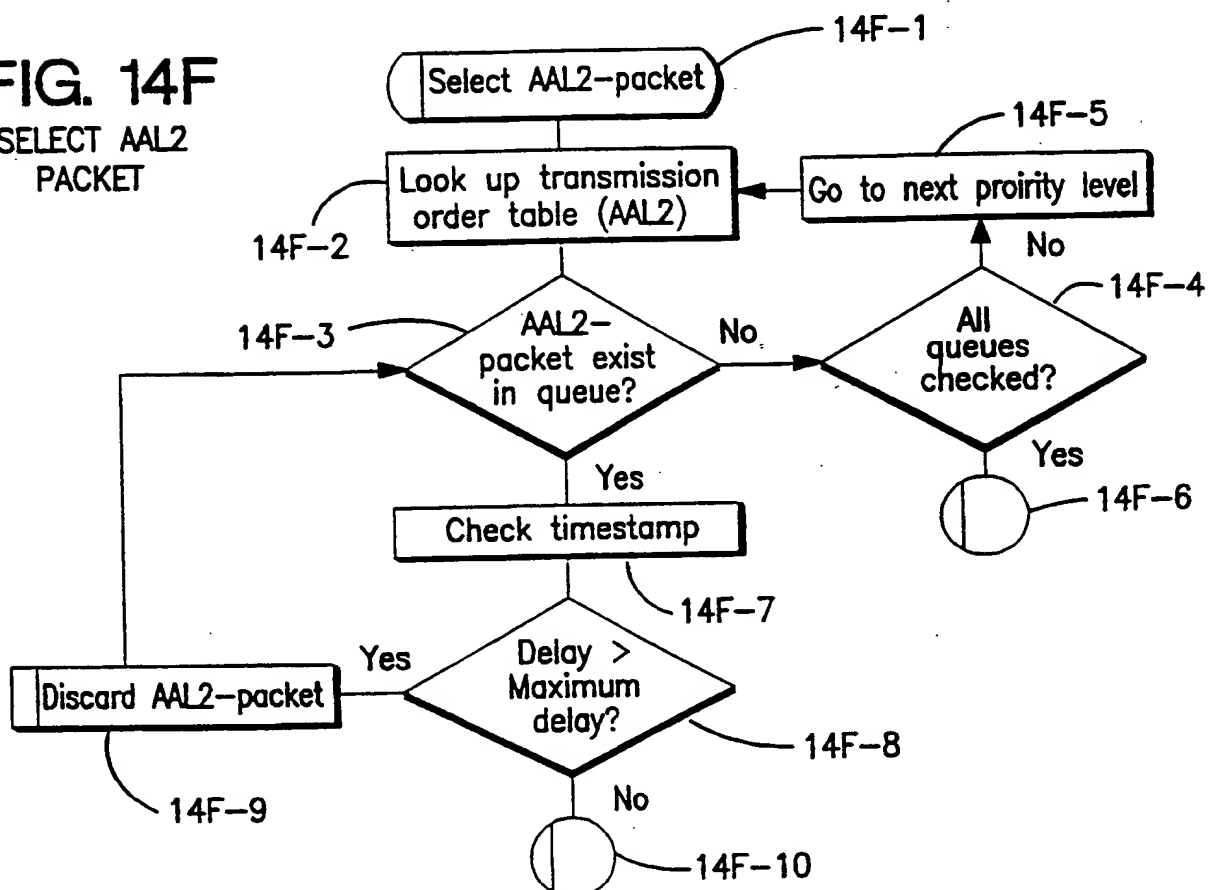 FIG. 14F
SELECT AAL2
PACKET
14F-1
Select AAL2-packet
14F-5
14F-2
Look up transmission
order table (AAL2)
Go to next proirity level
No
14F-3
AAL2-
packet exist
in queue?
No
14F-4
All
queues
checked?
Yes
Yes
14F-6
Check timestamp
14F-7
Discard AAL2-packet
Yes
Delay >
Maximum
delay?
14F-8
14F-9
No
14F-10